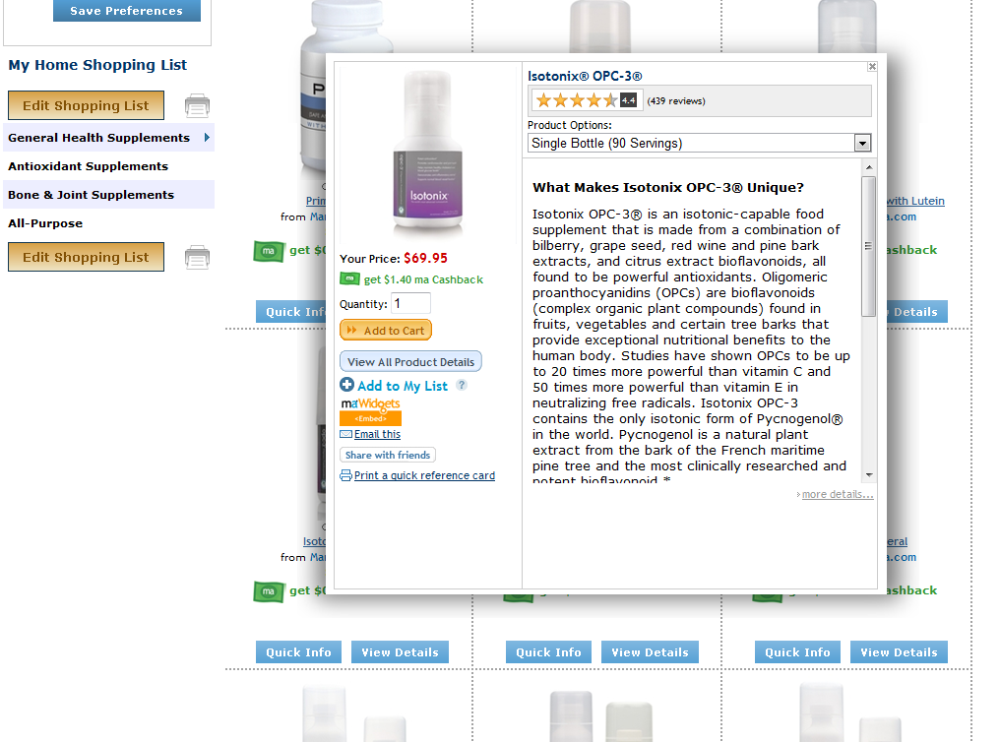 Save Preferences
My Home Shopping List
Edit Shopping List
General Health Supplements
Antioxidant Supplements
Bone & Joint Supplements
All-Purpose
Edit Shopping List
from
ma get
Quick
Isotonix
Your Price: $69.95
ma get $1.40 ma Cashback
Quantity: 1
Add to Cart
View All Product Details
Add to My List ?
maWidgets
<Embed>
Email this
Share with friends
Print a quick reference card
Isotonix® OPC-3®
4.4 (439 reviews)
Product Options:
Single Bottle (90 Servings)
What Makes Isotonix OPC-3® Unique?
Isotonix OPC-3® is an isotonic-capable food
supplement that is made from a combination of
bilberry, grape seed, red wine and pine bark
extracts, and citrus extract bioflavonoids, all
found to be powerful antioxidants. Oligomeric
proanthocyanidins (OPCs) are bioflavonoids
(complex organic plant compounds) found in
fruits, vegetables and certain tree barks that
provide exceptional nutritional benefits to the
human body. Studies have shown OPCs to be up
to 20 times more powerful than vitamin C and
50 times more powerful than vitamin E in
neutralizing free radicals. Isotonix OPC-3
contains the only isotonic form of Pycnogenol®
in the world. Pycnogenol is a natural plant
extract from the bark of the French maritime
pine tree and the most clinically researched and
potent bioflavonoid.*
more details...
with Lutein
Details
from
ma get
Quick Info View Details
Quick Info View Details
Quick Info View Details